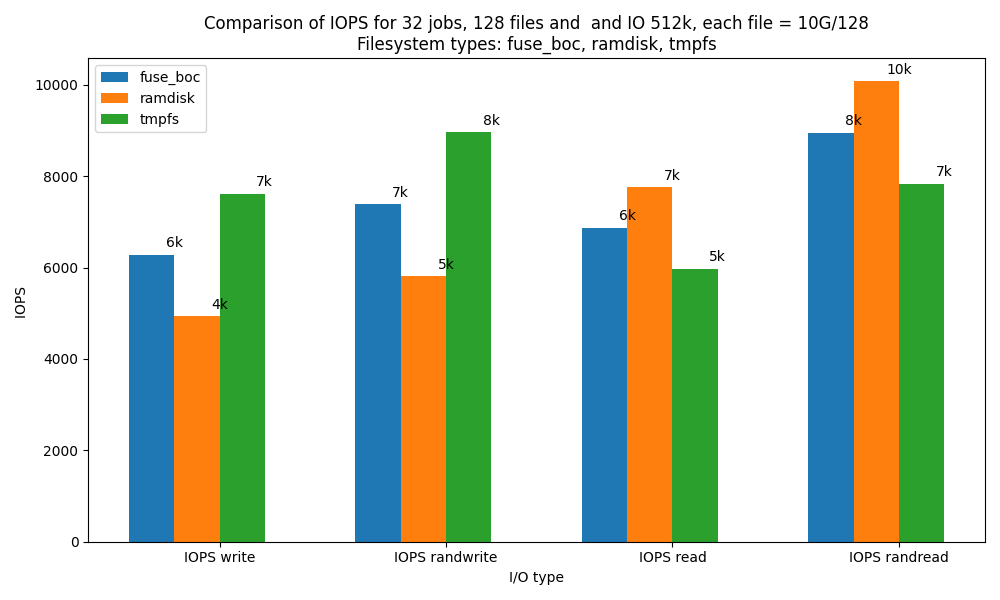 Comparison of IOPS for 32 jobs, 128 files and  and IO 512k, each file = 10G/128
Filesystem types: fuse_boc, ramdisk, tmpfs
fuse_boc
ramdisk
tmpfs
IOPS
10000
8000
6000
4000
2000
0
6k
4k
7k
7k
5k
8k
6k
7k
5k
8k
10k
7k
IOPS write
IOPS randwrite
IOPS read
IOPS randread
I/O type